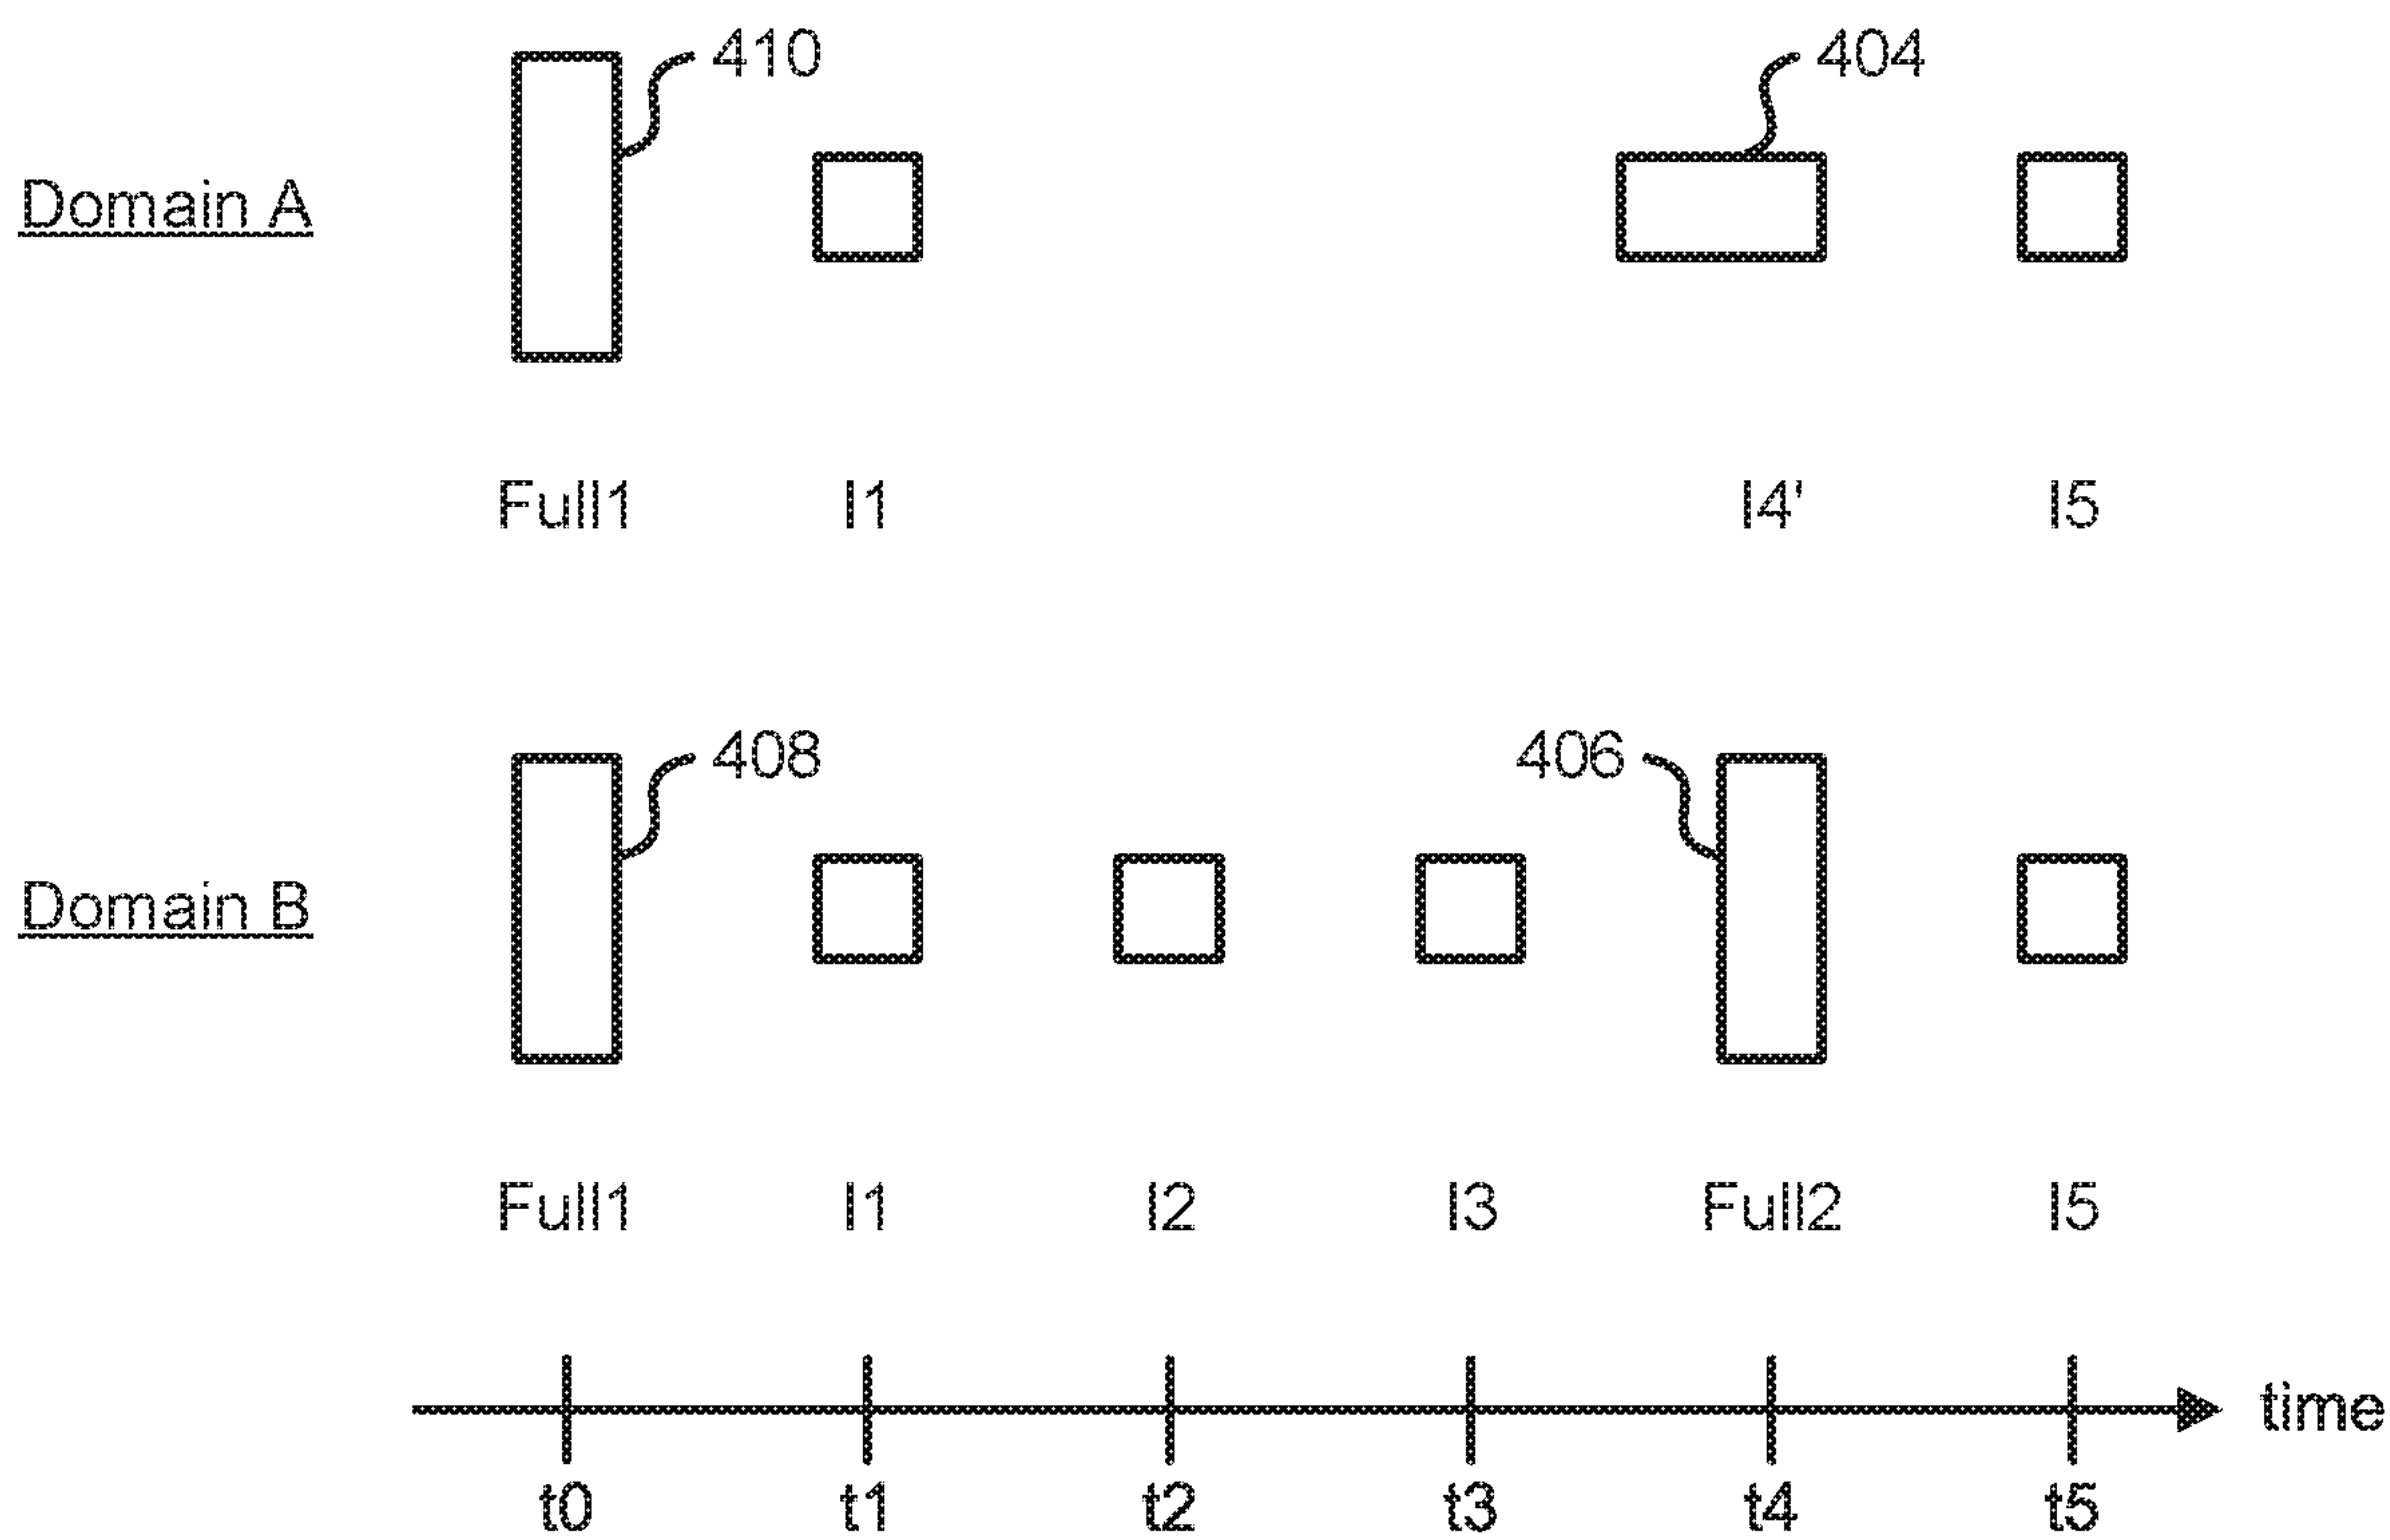 410 404
Domain A
Full1 I1 I4' I5
408 406
Domain B
Full1 I1 I2 I3 Full2 I5
time
t0 t1 t2 t3 t4 t5